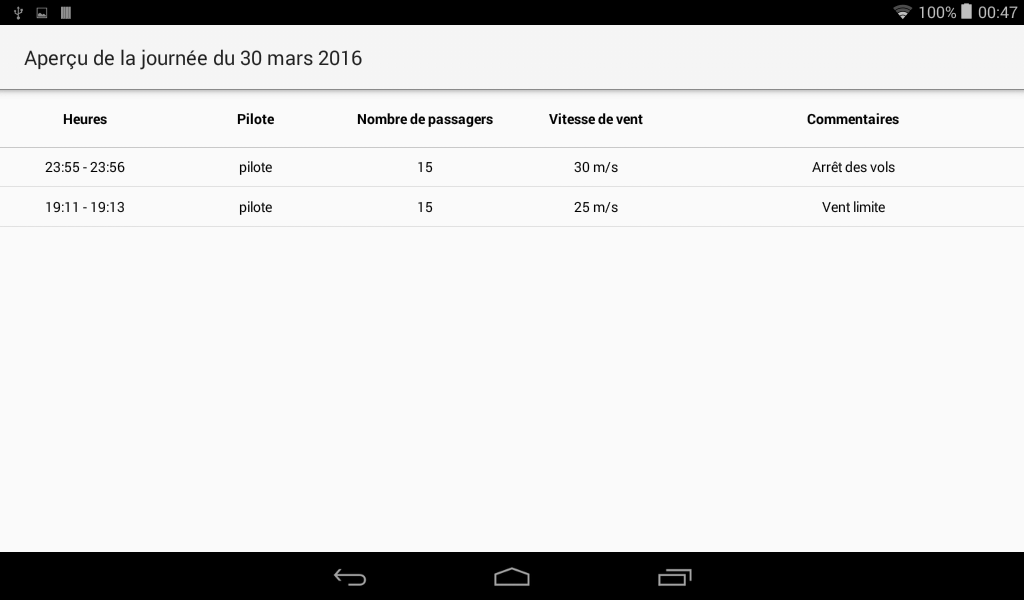 100% 00:47
Aperçu de la journée du 30 mars 2016
Heures Pilote Nombre de passagers Vitesse de vent Commentaires
23:55 - 23:56 pilote 15 30 m/s Arrêt des vols
19:11 - 19:13 pilote 15 25 m/s Vent limite